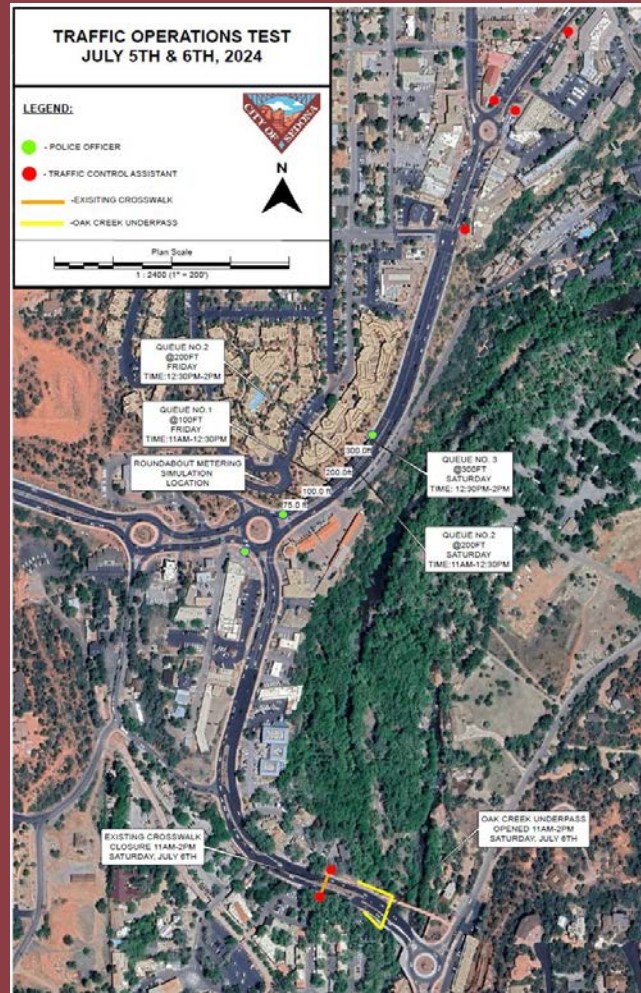 TRAFFIC OPERATIONS TEST
JULY 5TH & 6TH, 2024
LEGEND:
CITY OF SEDONA
- POLICE OFFICER
N
- TRAFFIC CONTROL ASSISTANT
-EXISITING CROSSWALK
-OAK CREEK UNDERPASS
Plan Scale
1 : 2400 (1" = 200')
QUEUE NO.2
@200FT
FRIDAY
TIME:12:30PM-2PM
QUEUE NO.1
@100FT
FRIDAY
TIME:11AM-12:30PM
ROUNDABOUT METERING
SIMULATION
LOCATION
300.0ft
200.0ft
100.0 ft
75.0 ft
QUEUE NO. 3
@300FT
SATURDAY
TIME: 12:30PM-2PM
QUEUE NO.2
@200FT
SATURDAY
TIME:11AM-12:30PM
EXISTING CROSSWALK
CLOSURE 11AM-2PM
SATURDAY, JULY 6TH
OAK CREEK UNDERPASS
OPENED 11AM-2PM
SATURDAY, JULY 6TH